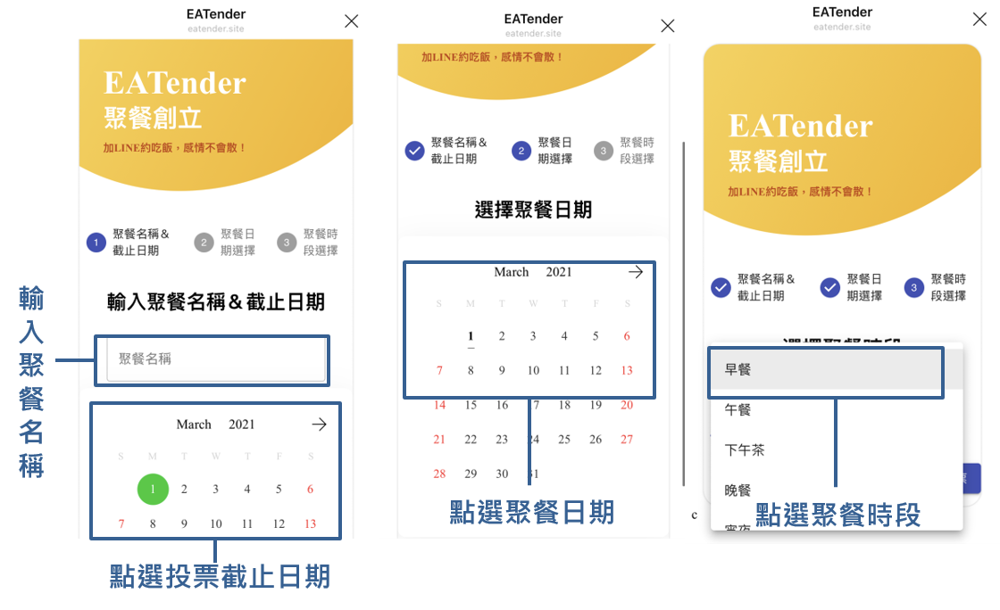 EATender
eatender.site
EATender
聚餐創立
加LINE約吃飯，感情不會散！
1
聚餐名稱＆
截止日期
2
聚餐日
期選擇
3
聚餐時
段選擇
輸入聚餐名稱＆截止日期
聚餐名稱
March 2021
S M T W T F S
1 2 3 4 5 6
7 8 9 10 11 12 13
輸入聚餐名稱
點選投票截止日期
EATender
eatender.site
加LINE約吃飯，感情不會散！
聚餐名稱＆
截止日期
2
聚餐日
期選擇
3
聚餐時
段選擇
選擇聚餐日期
March 2021
S M T W T F S
1 2 3 4 5 6
7 8 9 10 11 12 13
14 15 16 17 18 19 20
21 22 23 24 25 26 27
28 29 30 31
點選聚餐日期
EATender
eatender.site
EATender
聚餐創立
加LINE約吃飯，感情不會散！
聚餐名稱＆
截止日期
聚餐日
期選擇
3
聚餐時
段選擇
選擇聚餐時段
早餐
午餐
下午茶
晚餐
宵夜
c
點選聚餐時段